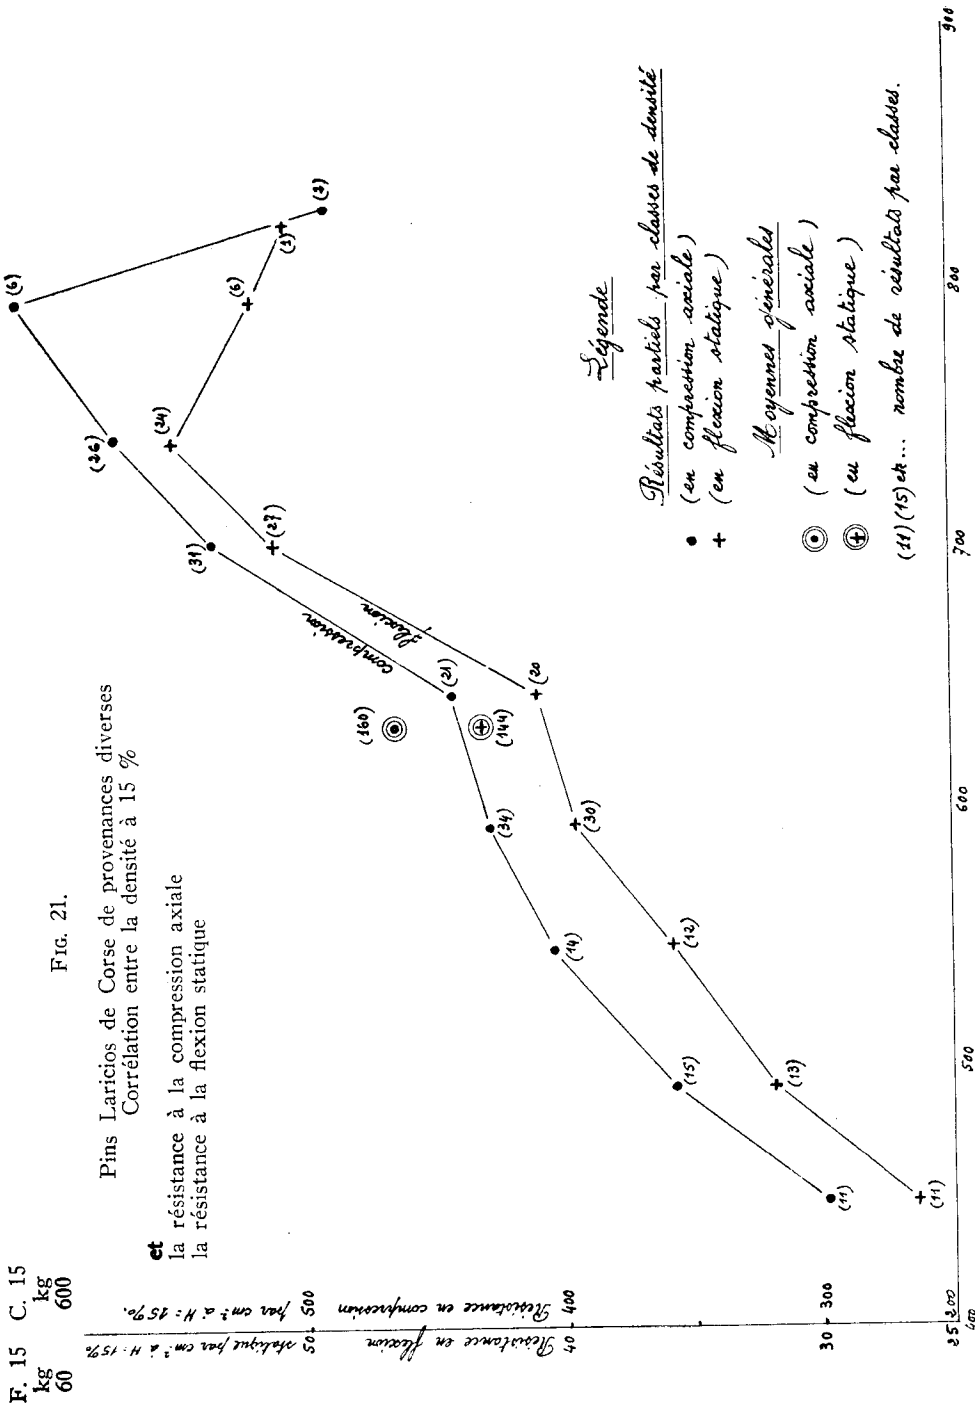 FIG. 21.
Pins Laricios de Corse de provenances diverses
Corrélation entre la densité à 15 %
et
la résistance à la compression axiale
la résistance à la flexion statique
F. 15 C. 15
kg kg
60 600
Résistance en flexion
statique par cm² à H: 15%
Résistance en compression
par cm² à H: 15%.
50 500
40 400
30 300
25 200
400
500
600
700
800
900
compression
flexion
(11)
(15)
(14)
(34)
(21)
(31)
(26)
(6)
(2)
(11)
(13)
(12)
(30)
(20
(27)
(24)
(6)
(1)
(160)
(144)
Légende
Résultats partiels par classes de densité
(en compression axiale)
(en flexion statique)
Moyennes générales
(en compression axiale)
(en flexion statique)
(11) (15) etc... nombre de résultats par classes.